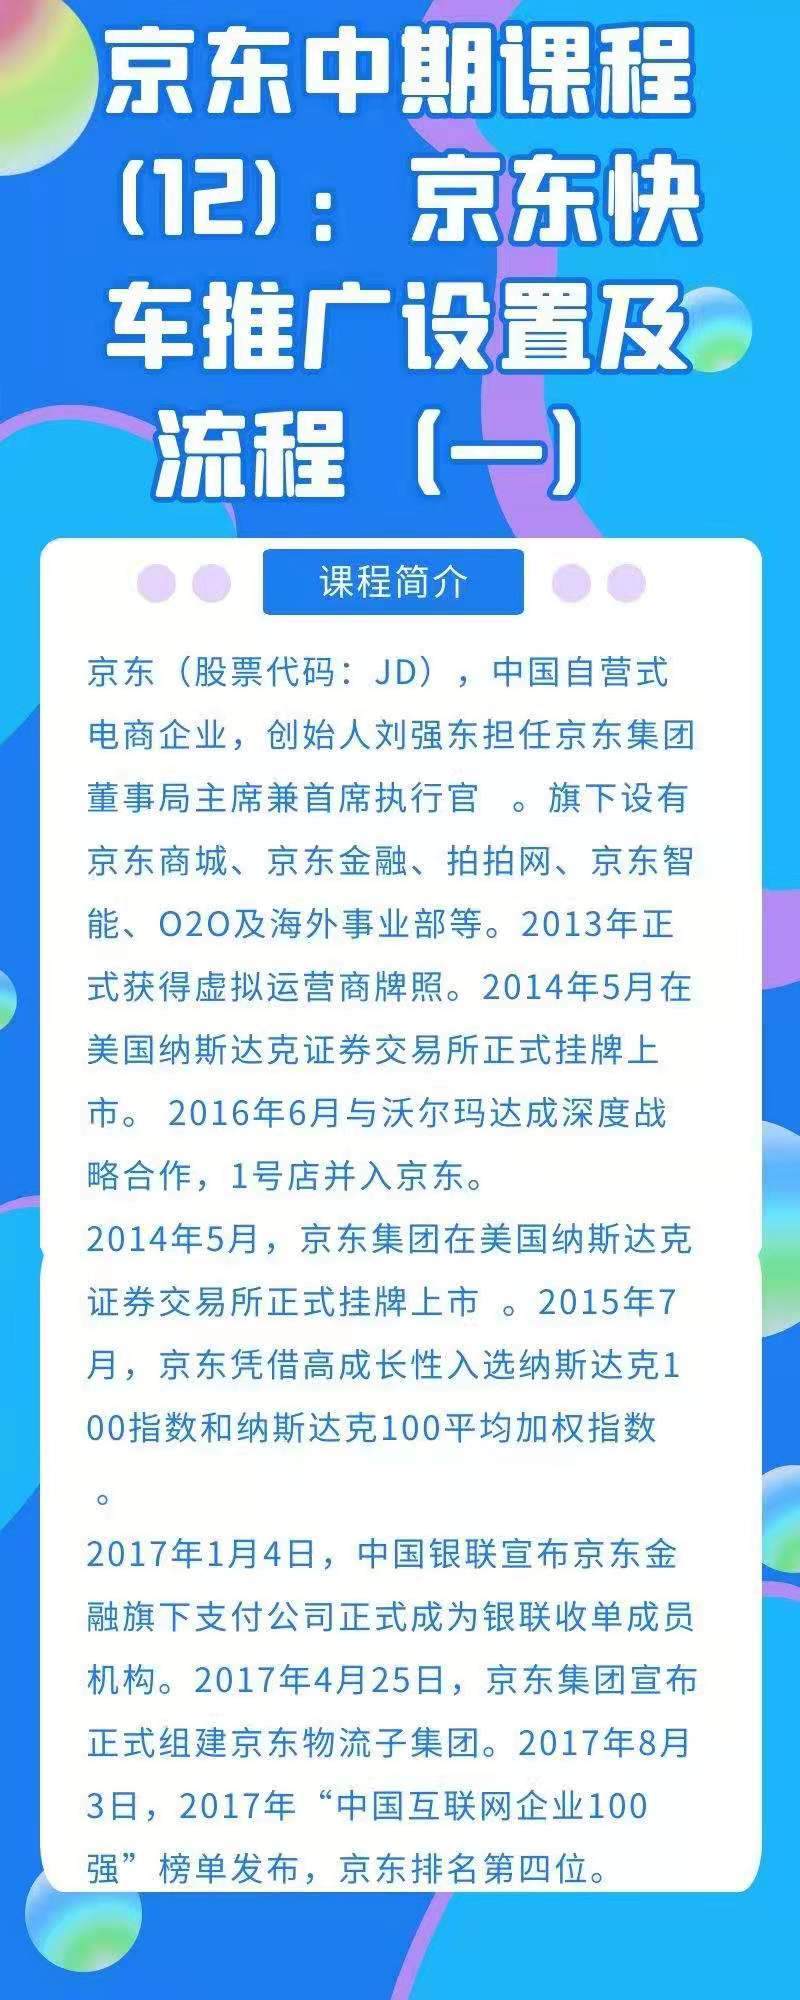 京东中期课程
(12)：京东快
车推广设置及
流程（一）
课程简介
京东（股票代码：JD），中国自营式
电商企业，创始人刘强东担任京东集团
董事局主席兼首席执行官 。旗下设有
京东商城、京东金融、拍拍网、京东智
能、O2O及海外事业部等。2013年正
式获得虚拟运营商牌照。2014年5月在
美国纳斯达克证券交易所正式挂牌上
市。 2016年6月与沃尔玛达成深度战
略合作，1号店并入京东。
2014年5月，京东集团在美国纳斯达克
证券交易所正式挂牌上市 。2015年7
月，京东凭借高成长性入选纳斯达克1
00指数和纳斯达克100平均加权指数
。
2017年1月4日，中国银联宣布京东金
融旗下支付公司正式成为银联收单成员
机构。2017年4月25日，京东集团宣布
正式组建京东物流子集团。2017年8月
3日，2017年“中国互联网企业100
强”榜单发布，京东排名第四位。